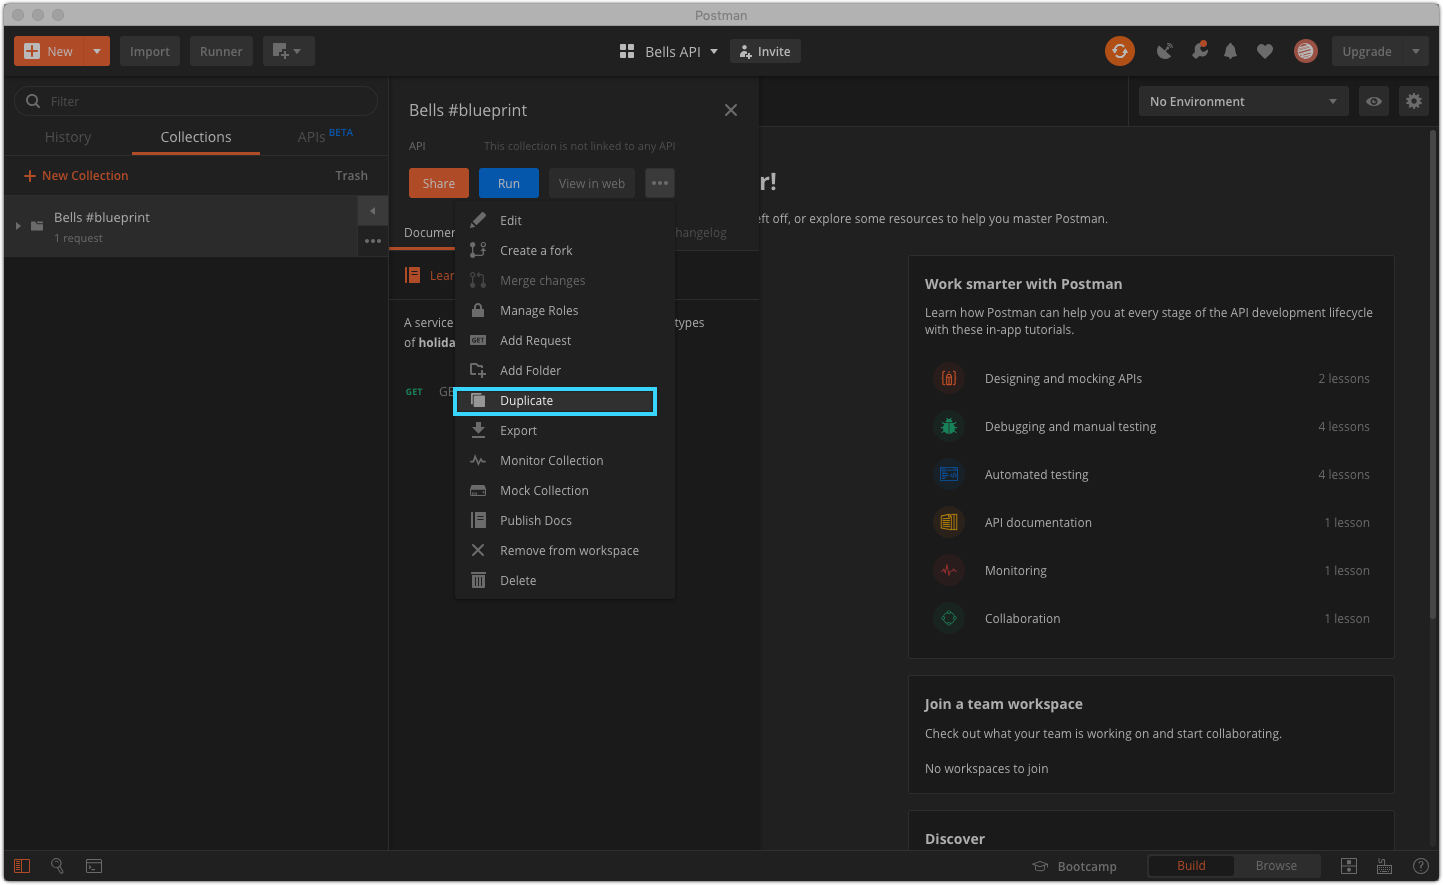 Postman
New
Import
Runner
Bells API
Invite
Upgrade
Filter
History
Collections
APIs BETA
New Collection
Trash
Bells #blueprint
1 request
Bells #blueprint
API
This collection is not linked to any API
Share
Run
View in web
Documen
hangelog
Lear
A service
types
of holida
GET
GE
Edit
Create a fork
Merge changes
Manage Roles
GET
Add Request
Add Folder
Duplicate
Export
Monitor Collection
Mock Collection
Publish Docs
Remove from workspace
Delete
No Environment
r!
eft off, or explore some resources to help you master Postman.
Work smarter with Postman
Learn how Postman can help you at every stage of the API development lifecycle
with these in-app tutorials.
Designing and mocking APIs
2 lessons
Debugging and manual testing
4 lessons
Automated testing
4 lessons
API documentation
1 lesson
Monitoring
1 lesson
Collaboration
1 lesson
Join a team workspace
Check out what your team is working on and start collaborating.
No workspaces to join
Discover
Bootcamp
Build
Browse